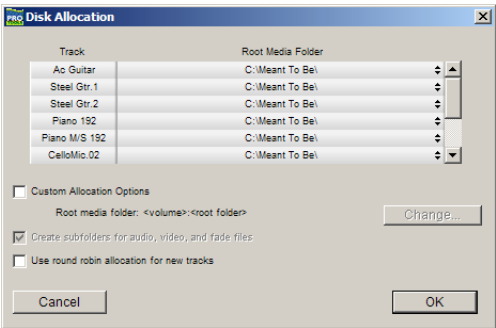 PRO TOOLS Disk Allocation
Track Root Media Folder
Ac Guitar C:\Meant To Be\
Steel Gtr.1 C:\Meant To Be\
Steel Gtr.2 C:\Meant To Be\
Piano 192 C:\Meant To Be\
Piano M/S 192 C:\Meant To Be\
CelloMic.02 C:\Meant To Be\
Custom Allocation Options
Root media folder: <volume>:<root folder>
Change...
Create subfolders for audio, video, and fade files
Use round robin allocation for new tracks
Cancel OK